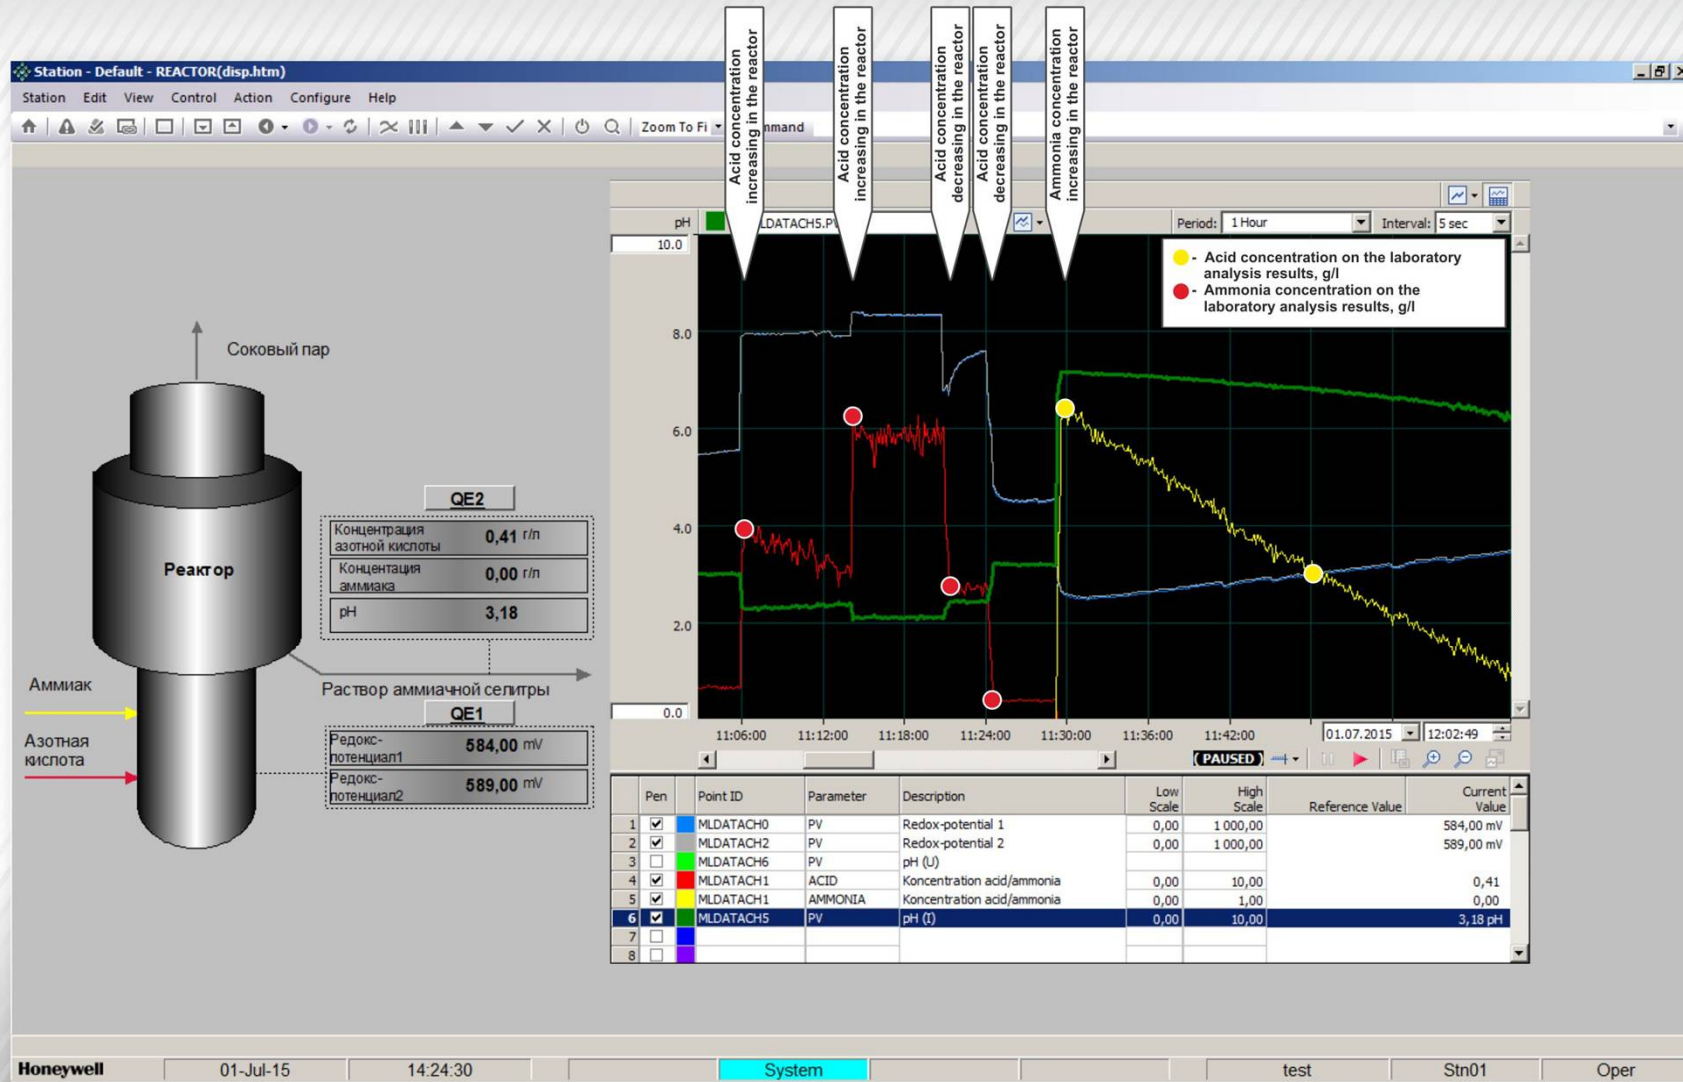 Acid concentration
increasing in the reactor
Acid concentration
increasing in the reactor
Acid concentration
decreasing in the reactor
Acid concentration
decreasing in the reactor
Ammonia concentration
increasing in the reactor
Station - Default - REACTOR(disp.htm)
Station Edit View Control Action Configure Help
Zoom To Fi mmand
pH LDATACH5.PV Period: 1 Hour Interval: 5 sec
- Acid concentration on the laboratory
analysis results, g/l
- Ammonia concentration on the
laboratory analysis results, g/l
10.0
8.0
6.0
4.0
2.0
0.0
11:06:00 11:12:00 11:18:00 11:24:00 11:30:00 11:36:00 11:42:00 01.07.2015 12:02:49
(PAUSED)
Соковый пар
Реактор
QE2
Концентрация
азотной кислоты 0,41 г/л
Концентация
аммиака 0,00 г/л
pH 3,18
Аммиак
Раствор аммиачной селитры
Азотная
кислота
QE1
Редокс-
потенциал1 584,00 mV
Редокс-
потенциал2 589,00 mV
Pen Point ID Parameter Description Low
Scale High
Scale Reference Value Current
Value
1 MLDATACH0 PV Redox-potential 1 0,00 1 000,00 584,00 mV
2 MLDATACH2 PV Redox-potential 2 0,00 1 000,00 589,00 mV
3 MLDATACH6 PV pH (U)
4 MLDATACH1 ACID Koncentration acid/ammonia 0,00 10,00 0,41
5 MLDATACH1 AMMONIA Koncentration acid/ammonia 0,00 1,00 0,00
6 MLDATACH5 PV pH (I) 0,00 10,00 3,18 pH
7
8
Honeywell 01-Jul-15 14:24:30 System test Stn01 Oper